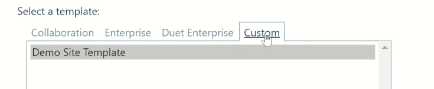 Select a template:
Collaboration Enterprise Duet Enterprise Custom
Demo Site Template